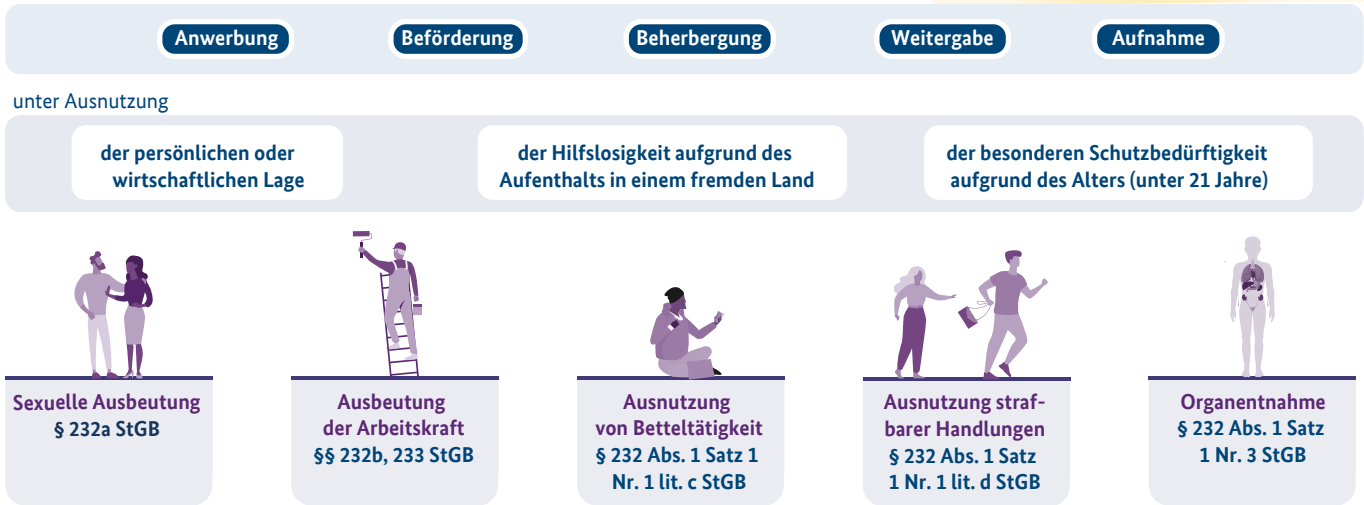 Anwerbung
Beförderung
Beherbergung
Weitergabe
Aufnahme
unter Ausnutzung
der persönlichen oder
wirtschaftlichen Lage
der Hilfslosigkeit aufgrund des
Aufenthalts in einem fremden Land
der besonderen Schutzbedürftigkeit
aufgrund des Alters (unter 21 Jahre)
Sexuelle Ausbeutung
§ 232a StGB
Ausbeutung
der Arbeitskraft
§§ 232b, 233 StGB
Ausnutzung
von Betteltätigkeit
§ 232 Abs. 1 Satz 1
Nr. 1 lit. c StGB
Ausnutzung straf-
barer Handlungen
§ 232 Abs. 1 Satz
1 Nr. 1 lit. d StGB
Organentnahme
§ 232 Abs. 1 Satz
1 Nr. 3 StGB